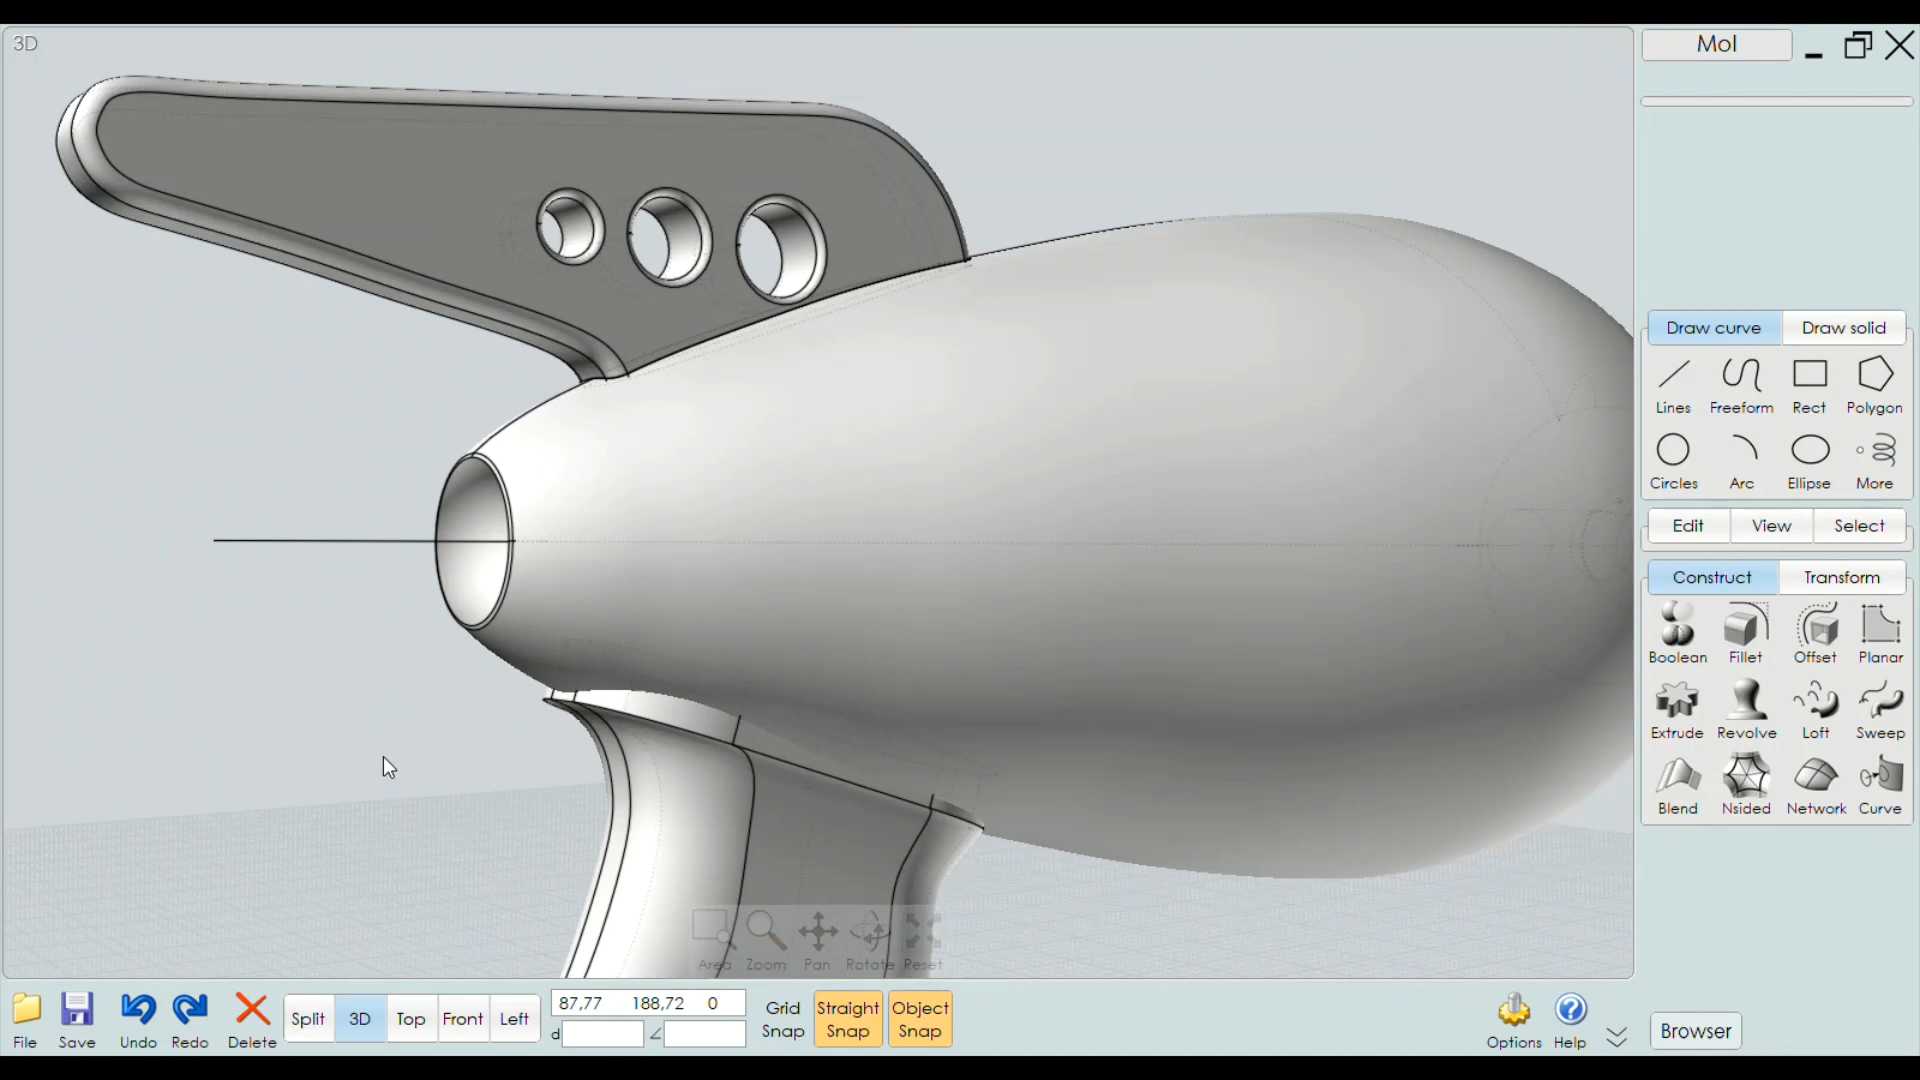 3D
MoI
Draw curve Draw solid
Lines Freeform Rect Polygon
Circles Arc Ellipse More
Edit View Select
Construct Transform
Boolean Fillet Offset Planar
Extrude Revolve Loft Sweep
Blend Nsided Network Curve
Area Zoom Pan Rotate Reset
File Save Undo Redo Delete
Split 3D Top Front Left
87,77 188,72 0
d ∠
Grid Snap
Straight Snap
Object Snap
Options Help
Browser